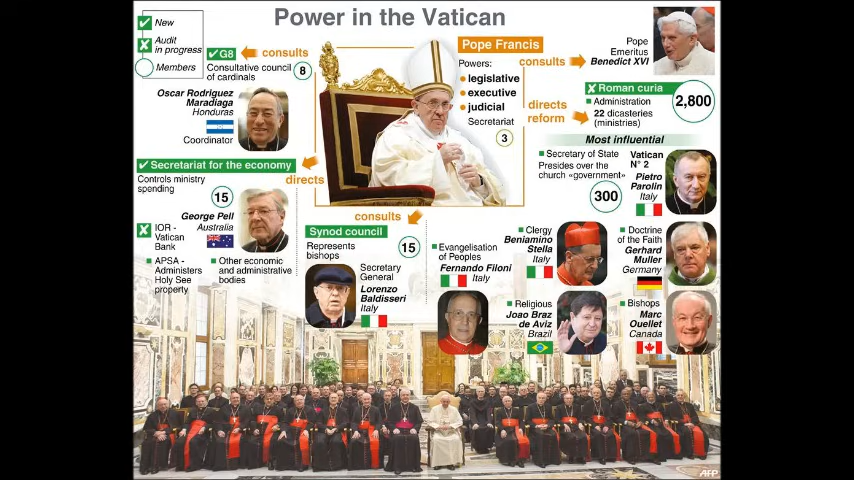 Power in the Vatican
New
Audit
in progress
Members
G8
consults
Consultative council
of cardinals
8
Oscar Rodriguez
Maradiaga
Honduras
Coordinator
Secretariat for the economy
Controls ministry
spending
15
directs
George Pell
Australia
IOR -
Vatican
Bank
APSA -
Administers
Holy See
property
Other economic
and administrative
bodies
Pope Francis
Powers:
legislative
executive
judicial
Secretariat
3
consults
Pope
Emeritus
Benedict XVI
directs
reform
Roman curia
Administration
22 dicasteries
(ministries)
2,800
Most influential
Secretary of State
Presides over the
church «government»
300
Vatican
N° 2
Pietro
Parolin
Italy
consults
Synod council
Represents
bishops
15
Secretary
General
Lorenzo
Baldisseri
Italy
Evangelisation
of Peoples
Fernando Filoni
Italy
Clergy
Beniamino
Stella
Italy
Doctrine
of the Faith
Gerhard
Muller
Germany
Religious
Joao Braz
de Aviz
Brazil
Bishops
Marc
Ouellet
Canada
AFP